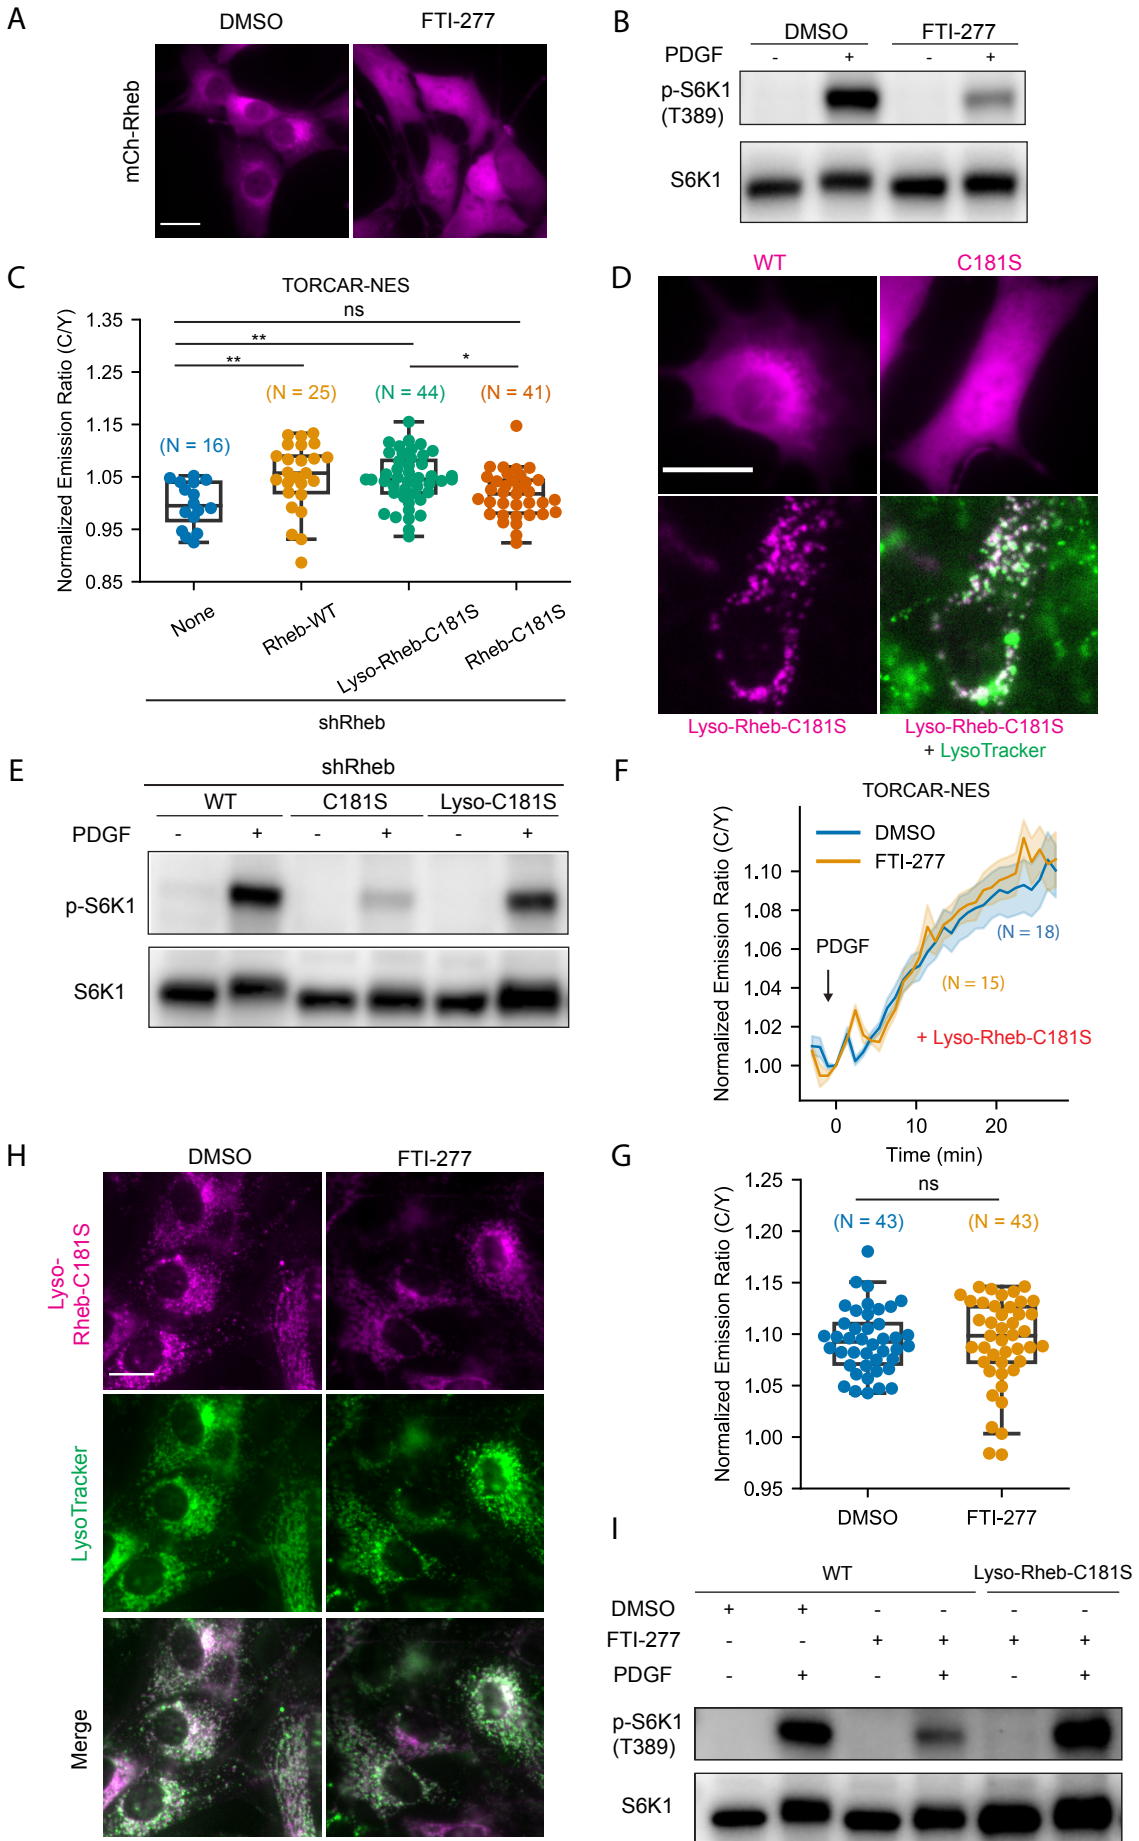 A
DMSO
FTI-277
mCh-Rheb
B
DMSO
FTI-277
PDGF
- + - +
p-S6K1
(T389)
S6K1
C
TORCAR-NES
ns
**
**
*
Normalized Emission Ratio (C/Y)
1.35
1.25
1.15
1.05
0.95
0.85
(N = 16)
(N = 25)
(N = 44)
(N = 41)
None
Rheb-WT
Lyso-Rheb-C181S
Rheb-C181S
shRheb
D
WT
C181S
Lyso-Rheb-C181S
Lyso-Rheb-C181S
+ LysoTracker
E
shRheb
WT
C181S
Lyso-C181S
PDGF
- + - + - +
p-S6K1
S6K1
F
TORCAR-NES
DMSO
FTI-277
Normalized Emission Ratio (C/Y)
1.10
1.08
1.06
1.04
1.02
1.00
PDGF
(N = 18)
(N = 15)
+ Lyso-Rheb-C181S
0 10 20
Time (min)
G
ns
Normalized Emission Ratio (C/Y)
1.25
1.20
1.15
1.10
1.05
1.00
0.95
(N = 43)
(N = 43)
DMSO
FTI-277
H
DMSO
FTI-277
Lyso-
Rheb-C181S
LysoTracker
Merge
I
WT
Lyso-Rheb-C181S
DMSO
+ + - - - -
FTI-277
- - + + + +
PDGF
- + - + - +
p-S6K1
(T389)
S6K1